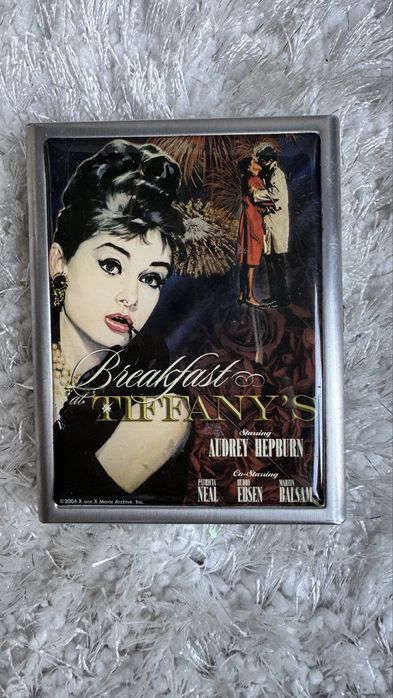 Breakfast
at TIFFANY'S
Starring
AUDREY HEPBURN
Co-Starring
PATRICIA NEAL BUDDY EBSEN MARTIN BALSAM
©2004 X one X Movie Archive, Inc.